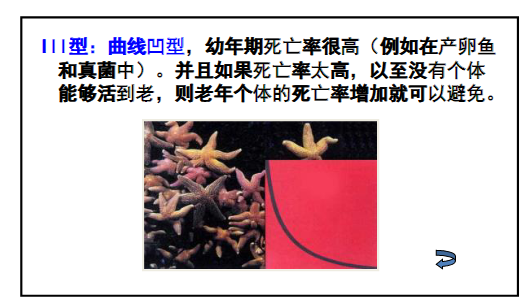 III型：曲线凹型，幼年期死亡率很高（例如在产卵鱼
和真菌中）。并且如果死亡率太高，以至没有个体
能够活到老，则老年个体的死亡率增加就可以避免。